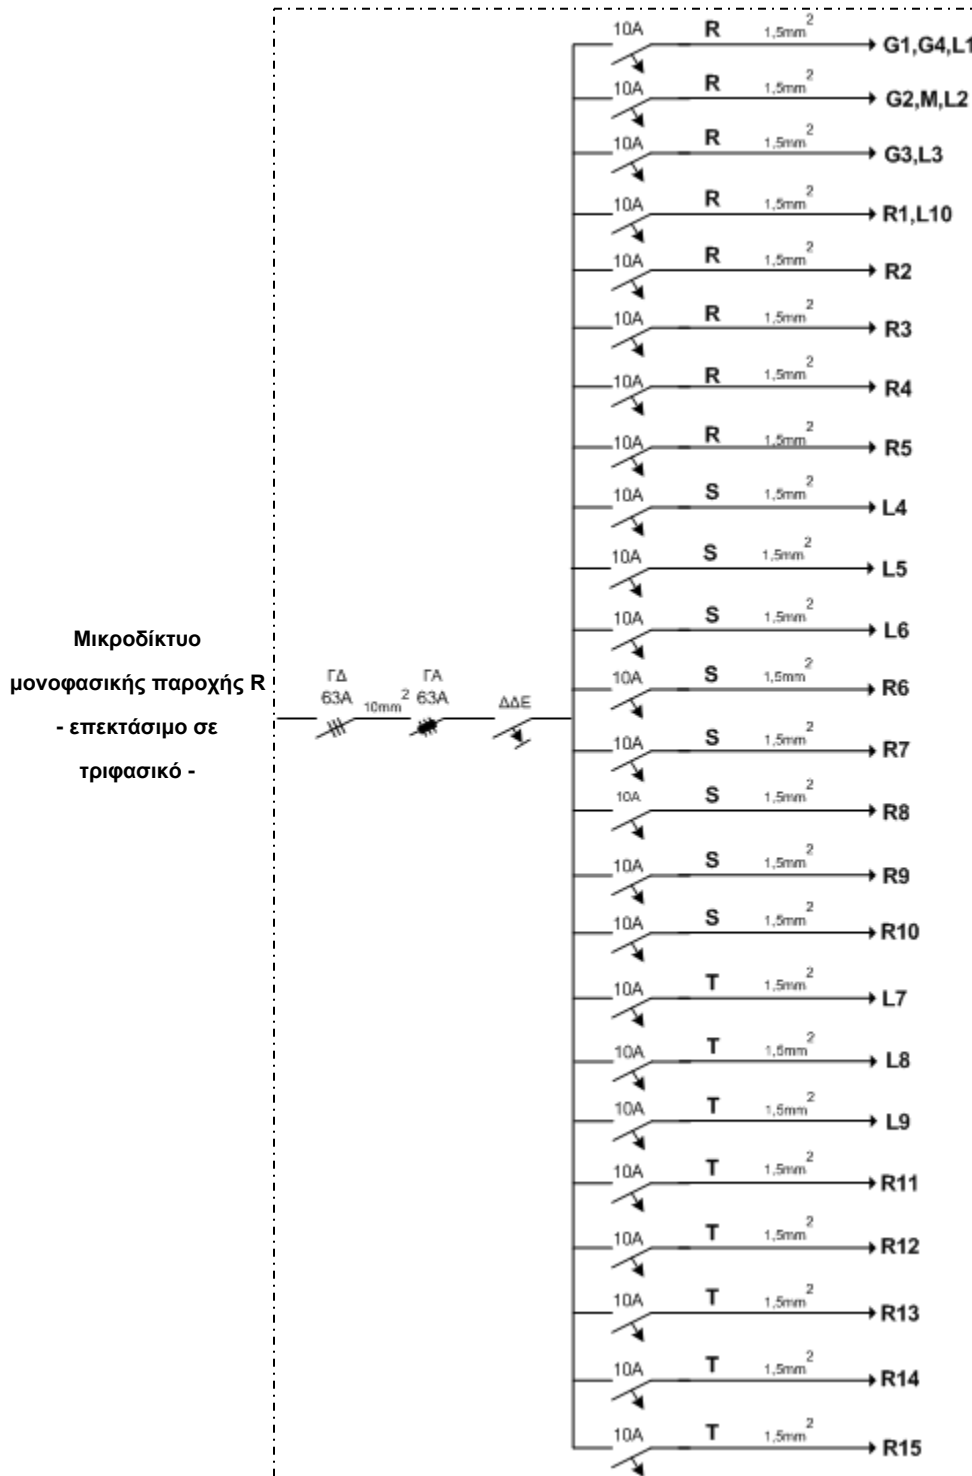 10A R 1,5mm2 G1,G4,L1
10A R 1,5mm2 G2,M,L2
10A R 1,5mm2 G3,L3
10A R 1,5mm2 R1,L10
10A R 1,5mm2 R2
10A R 1,5mm2 R3
10A R 1,5mm2 R4
10A R 1,5mm2 R5
10A S 1,5mm2 L4
10A S 1,5mm2 L5
10A S 1,5mm2 L6
10A S 1,5mm2 R6
10A S 1,5mm2 R7
10A S 1,5mm2 R8
10A S 1,5mm2 R9
10A S 1,5mm2 R10
10A T 1,5mm2 L7
10A T 1,5mm2 L8
10A T 1,5mm2 L9
10A T 1,5mm2 R11
10A T 1,5mm2 R12
10A T 1,5mm2 R13
10A T 1,5mm2 R14
10A T 1,5mm2 R15
Μικροδίκτυο
μονοφασικής παροχής R
- επεκτάσιμο σε
τριφασικό -
ΓΔ
63A
10mm2
ΓΑ
63A
ΔΔΕ